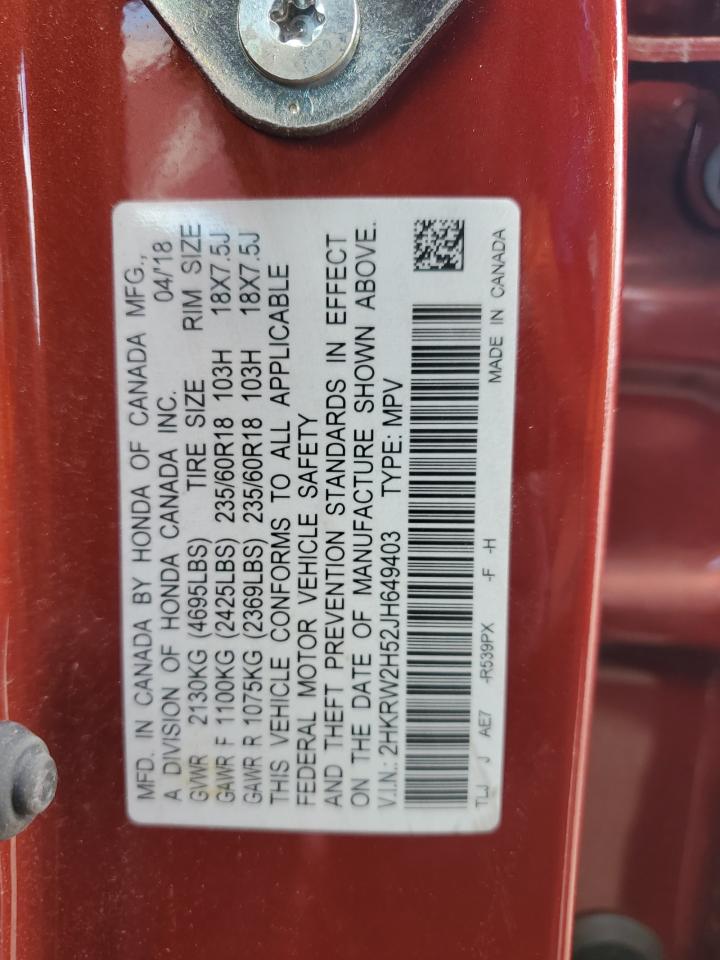 MFD. IN CANADA BY HONDA OF CANADA MFG.,
A DIVISION OF HONDA CANADA INC. 04/'18
GVWR 2130KG (4695LBS) TIRE SIZE RIM SIZE
GAWR F 1100KG (2425LBS) 235/60R18 103H 18X7.5J
GAWR R 1075KG (2369LBS) 235/60R18 103H 18X7.5J
THIS VEHICLE CONFORMS TO ALL APPLICABLE
FEDERAL MOTOR VEHICLE SAFETY
AND THEFT PREVENTION STANDARDS IN EFFECT
ON THE DATE OF MANUFACTURE SHOWN ABOVE.
V.I.N.: 2HKRW2H52JH649403 TYPE: MPV
TLJ J AE7 -R539PX -F -H MADE IN CANADA